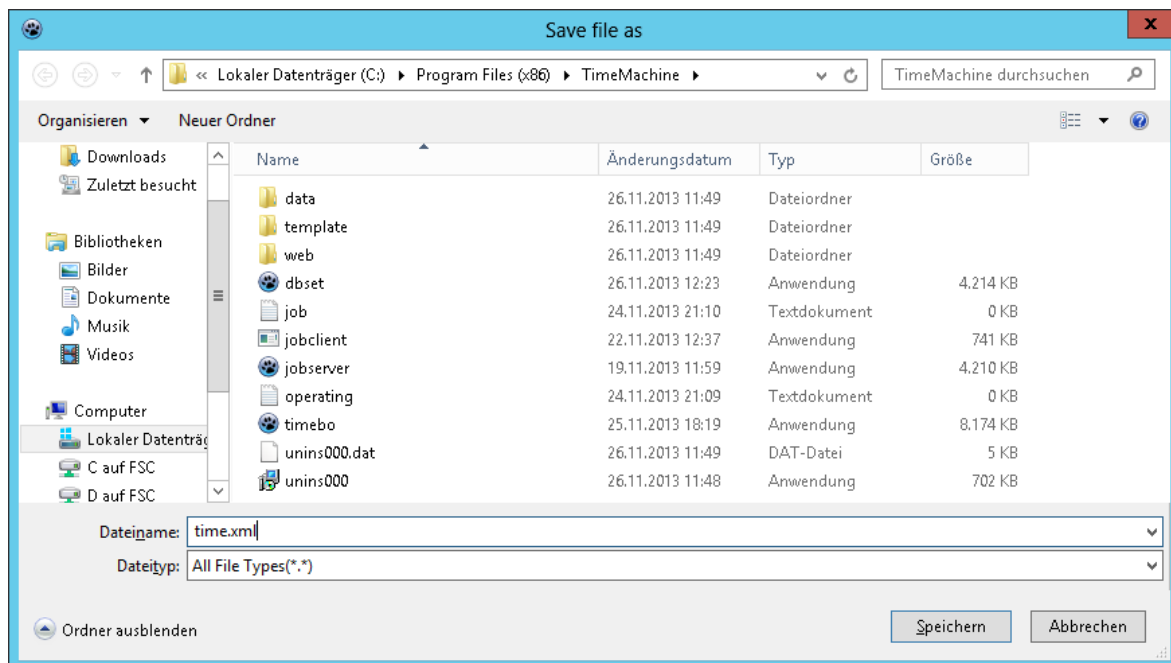 Save file as
x
« Lokaler Datenträger (C:) Program Files (x86) TimeMachine TimeMachine durchsuchen
Organisieren Neuer Ordner
Name Änderungsdatum Typ Größe
Downloads
Zuletzt besucht
Bibliotheken
Bilder
Dokumente
Musik
Videos
Computer
Lokaler Datenträg
C auf FSC
D auf FSC
data 26.11.2013 11:49 Dateiordner
template 26.11.2013 11:49 Dateiordner
web 26.11.2013 11:49 Dateiordner
dbset 26.11.2013 12:23 Anwendung 4.214 KB
job 24.11.2013 21:10 Textdokument 0 KB
jobclient 22.11.2013 12:37 Anwendung 741 KB
jobserver 19.11.2013 11:59 Anwendung 4.210 KB
operating 24.11.2013 21:09 Textdokument 0 KB
timebo 25.11.2013 18:19 Anwendung 8.174 KB
unins000.dat 26.11.2013 11:49 DAT-Datei 5 KB
unins000 26.11.2013 11:48 Anwendung 702 KB
Dateiname: time.xml
Dateityp: All File Types(*.*)
Ordner ausblenden Speichern Abbrechen